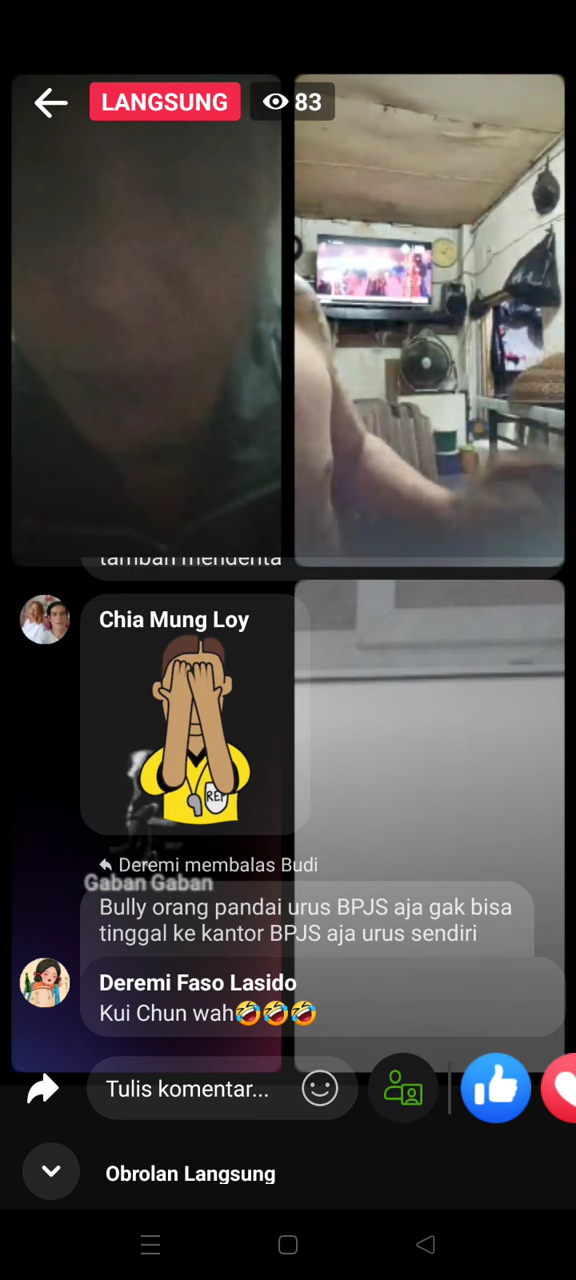 LANGSUNG
83
tambah menderita
Chia Mung Loy
REF
Deremi membalas Budi
Gaban Gaban
Bully orang pandai urus BPJS aja gak bisa
tinggal ke kantor BPJS aja urus sendiri
Deremi Faso Lasido
Kui Chun wah🤣🤣🤣
Tulis komentar...
Obrolan Langsung